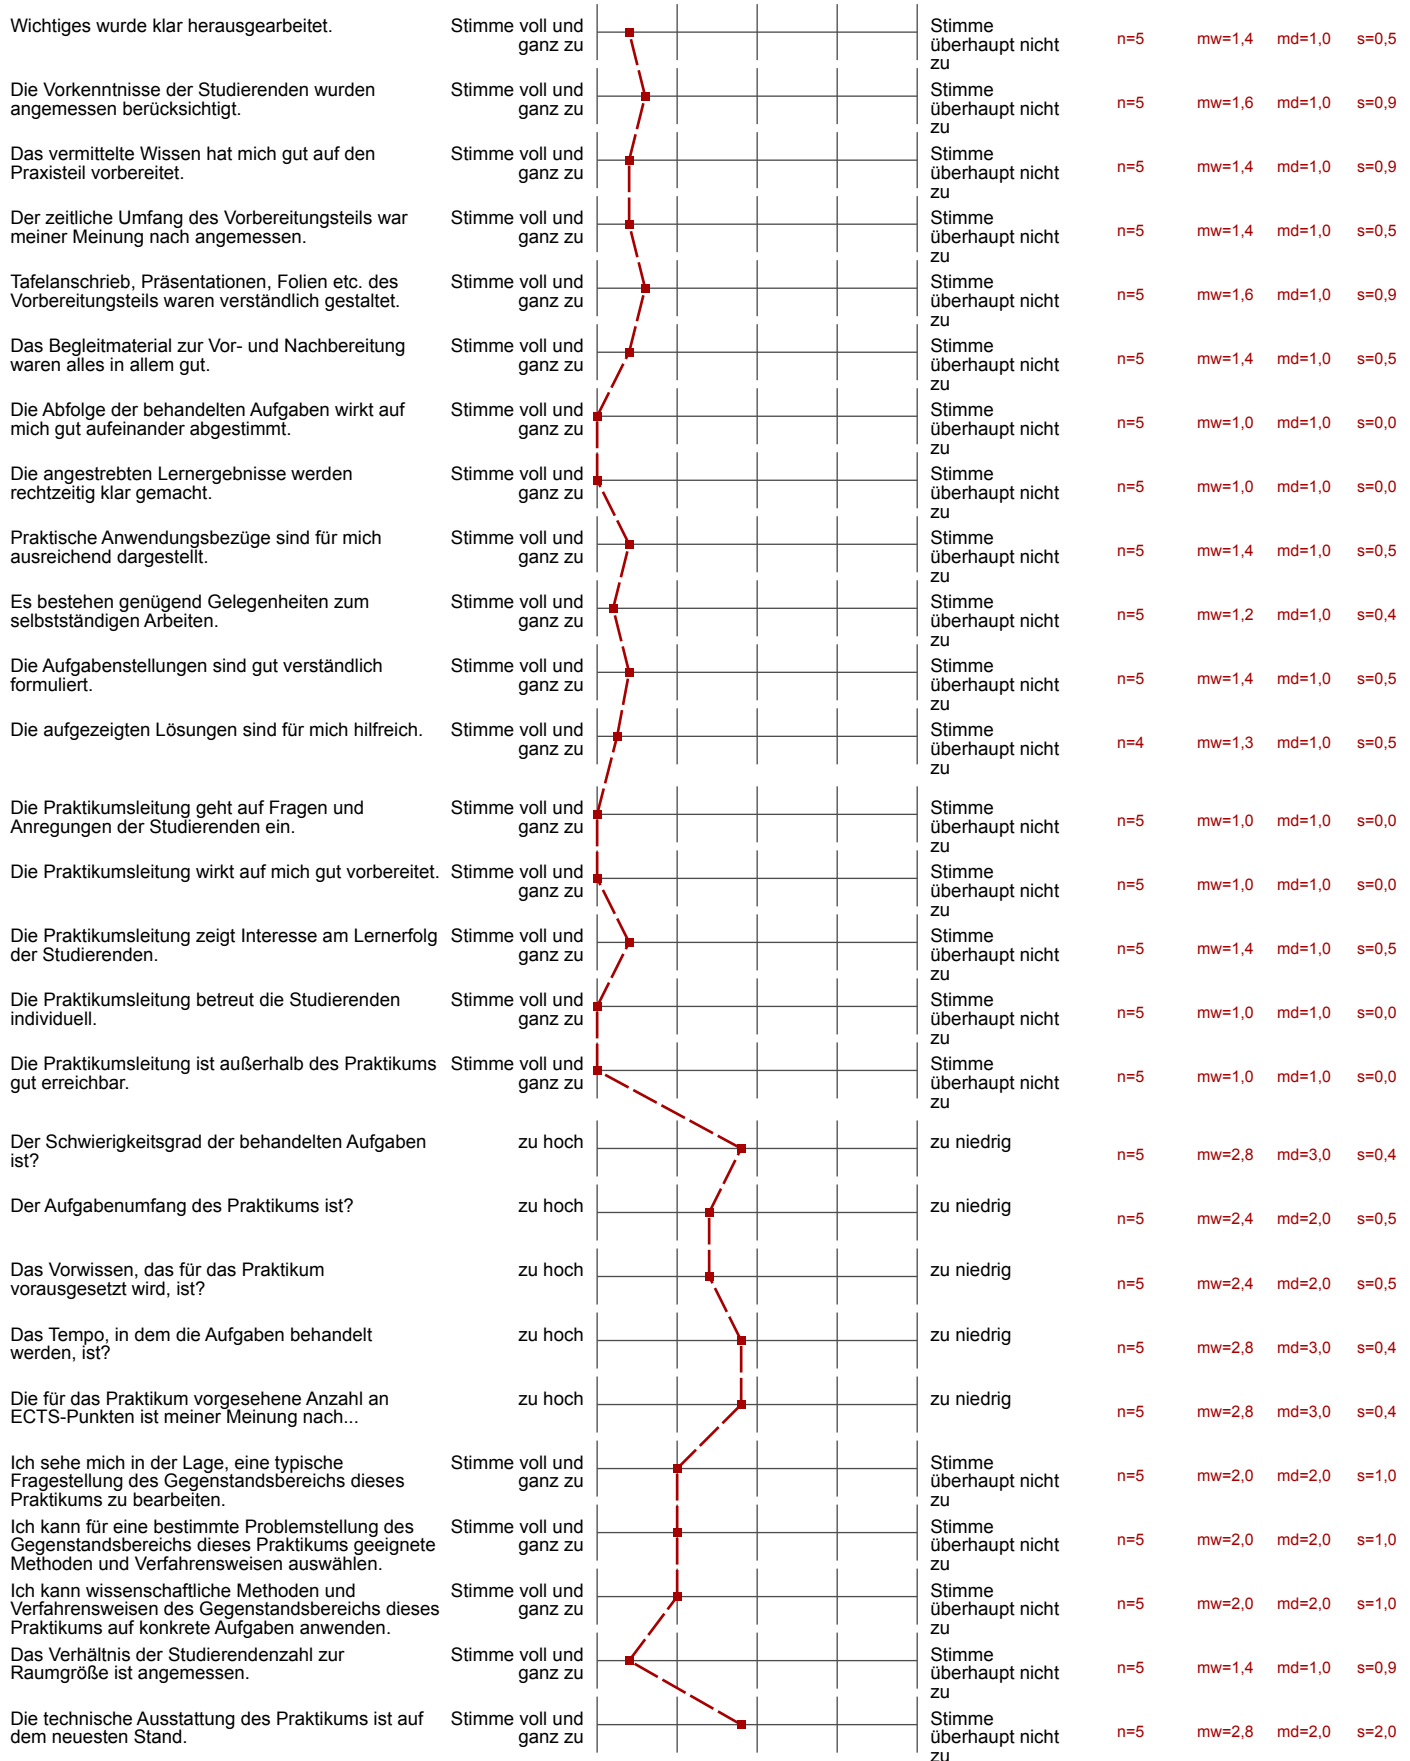 Wichtiges wurde klar herausgearbeitet. Stimme voll und Stimme
ganz zu überhaupt nicht n=5 mw=1,4 md=1,0 s=0,5
zu
Die Vorkenntnisse der Studierenden wurden Stimme voll und Stimme
angemessen berücksichtigt. ganz zu überhaupt nicht n=5 mw=1,6 md=1,0 s=0,9
zu
Das vermittelte Wissen hat mich gut auf den Stimme voll und Stimme
Praxisteil vorbereitet. ganz zu überhaupt nicht n=5 mw=1,4 md=1,0 s=0,9
zu
Der zeitliche Umfang des Vorbereitungsteils war Stimme voll und Stimme
meiner Meinung nach angemessen. ganz zu überhaupt nicht n=5 mw=1,4 md=1,0 s=0,5
zu
Tafelanschrieb, Präsentationen, Folien etc. des Stimme voll und Stimme
Vorbereitungsteils waren verständlich gestaltet. ganz zu überhaupt nicht n=5 mw=1,6 md=1,0 s=0,9
zu
Das Begleitmaterial zur Vor- und Nachbereitung Stimme voll und Stimme
waren alles in allem gut. ganz zu überhaupt nicht n=5 mw=1,4 md=1,0 s=0,5
zu
Die Abfolge der behandelten Aufgaben wirkt auf Stimme voll und Stimme
mich gut aufeinander abgestimmt. ganz zu überhaupt nicht n=5 mw=1,0 md=1,0 s=0,0
zu
Die angestrebten Lernergebnisse werden Stimme voll und Stimme
rechtzeitig klar gemacht. ganz zu überhaupt nicht n=5 mw=1,0 md=1,0 s=0,0
zu
Praktische Anwendungsbezüge sind für mich Stimme voll und Stimme
ausreichend dargestellt. ganz zu überhaupt nicht n=5 mw=1,4 md=1,0 s=0,5
zu
Es bestehen genügend Gelegenheiten zum Stimme voll und Stimme
selbstständigen Arbeiten. ganz zu überhaupt nicht n=5 mw=1,2 md=1,0 s=0,4
zu
Die Aufgabenstellungen sind gut verständlich Stimme voll und Stimme
formuliert. ganz zu überhaupt nicht n=5 mw=1,4 md=1,0 s=0,5
zu
Die aufgezeigten Lösungen sind für mich hilfreich. Stimme voll und Stimme
ganz zu überhaupt nicht n=4 mw=1,3 md=1,0 s=0,5
zu
Die Praktikumsleitung geht auf Fragen und Stimme voll und Stimme
Anregungen der Studierenden ein. ganz zu überhaupt nicht n=5 mw=1,0 md=1,0 s=0,0
zu
Die Praktikumsleitung wirkt auf mich gut vorbereitet. Stimme voll und Stimme
ganz zu überhaupt nicht n=5 mw=1,0 md=1,0 s=0,0
zu
Die Praktikumsleitung zeigt Interesse am Lernerfolg Stimme voll und Stimme
der Studierenden. ganz zu überhaupt nicht n=5 mw=1,4 md=1,0 s=0,5
zu
Die Praktikumsleitung betreut die Studierenden Stimme voll und Stimme
individuell. ganz zu überhaupt nicht n=5 mw=1,0 md=1,0 s=0,0
zu
Die Praktikumsleitung ist außerhalb des Praktikums Stimme voll und Stimme
gut erreichbar. ganz zu überhaupt nicht n=5 mw=1,0 md=1,0 s=0,0
zu
Der Schwierigkeitsgrad der behandelten Aufgaben zu hoch zu niedrig
ist? n=5 mw=2,8 md=3,0 s=0,4
Der Aufgabenumfang des Praktikums ist? zu hoch zu niedrig
n=5 mw=2,4 md=2,0 s=0,5
Das Vorwissen, das für das Praktikum zu hoch zu niedrig
vorausgesetzt wird, ist? n=5 mw=2,4 md=2,0 s=0,5
Das Tempo, in dem die Aufgaben behandelt zu hoch zu niedrig
werden, ist? n=5 mw=2,8 md=3,0 s=0,4
Die für das Praktikum vorgesehene Anzahl an zu hoch zu niedrig
ECTS-Punkten ist meiner Meinung nach... n=5 mw=2,8 md=3,0 s=0,4
Ich sehe mich in der Lage, eine typische Stimme voll und Stimme
Fragestellung des Gegenstandsbereichs dieses ganz zu überhaupt nicht n=5 mw=2,0 md=2,0 s=1,0
Praktikums zu bearbeiten. zu
Ich kann für eine bestimmte Problemstellung des Stimme voll und Stimme
Gegenstandsbereichs dieses Praktikums geeignete ganz zu überhaupt nicht n=5 mw=2,0 md=2,0 s=1,0
Methoden und Verfahrensweisen auswählen. zu
Ich kann wissenschaftliche Methoden und Stimme voll und Stimme
Verfahrensweisen des Gegenstandsbereichs dieses ganz zu überhaupt nicht n=5 mw=2,0 md=2,0 s=1,0
Praktikums auf konkrete Aufgaben anwenden. zu
Das Verhältnis der Studierendenzahl zur Stimme voll und Stimme
Raumgröße ist angemessen. ganz zu überhaupt nicht n=5 mw=1,4 md=1,0 s=0,9
zu
Die technische Ausstattung des Praktikums ist auf Stimme voll und Stimme
dem neuesten Stand. ganz zu überhaupt nicht n=5 mw=2,8 md=2,0 s=2,0
zu